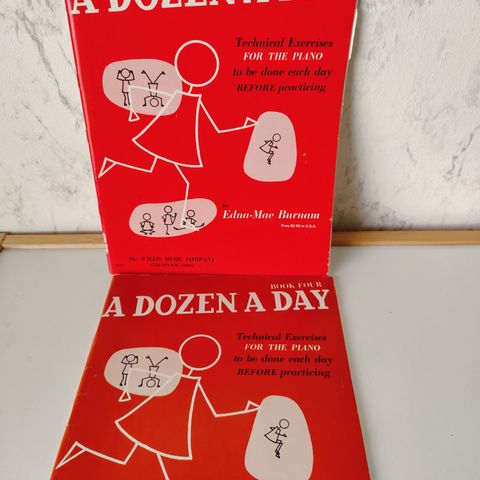 A DOZEN A DAY
Technical Exercises
FOR THE PIANO
to be done each day
BEFORE practicing
by
Edna-Mae Burnam
The WILLIS MUSIC COMPANY
BOOK FOUR
A DOZEN A DAY
Technical Exercises
FOR THE PIANO
to be done each day
BEFORE practicing